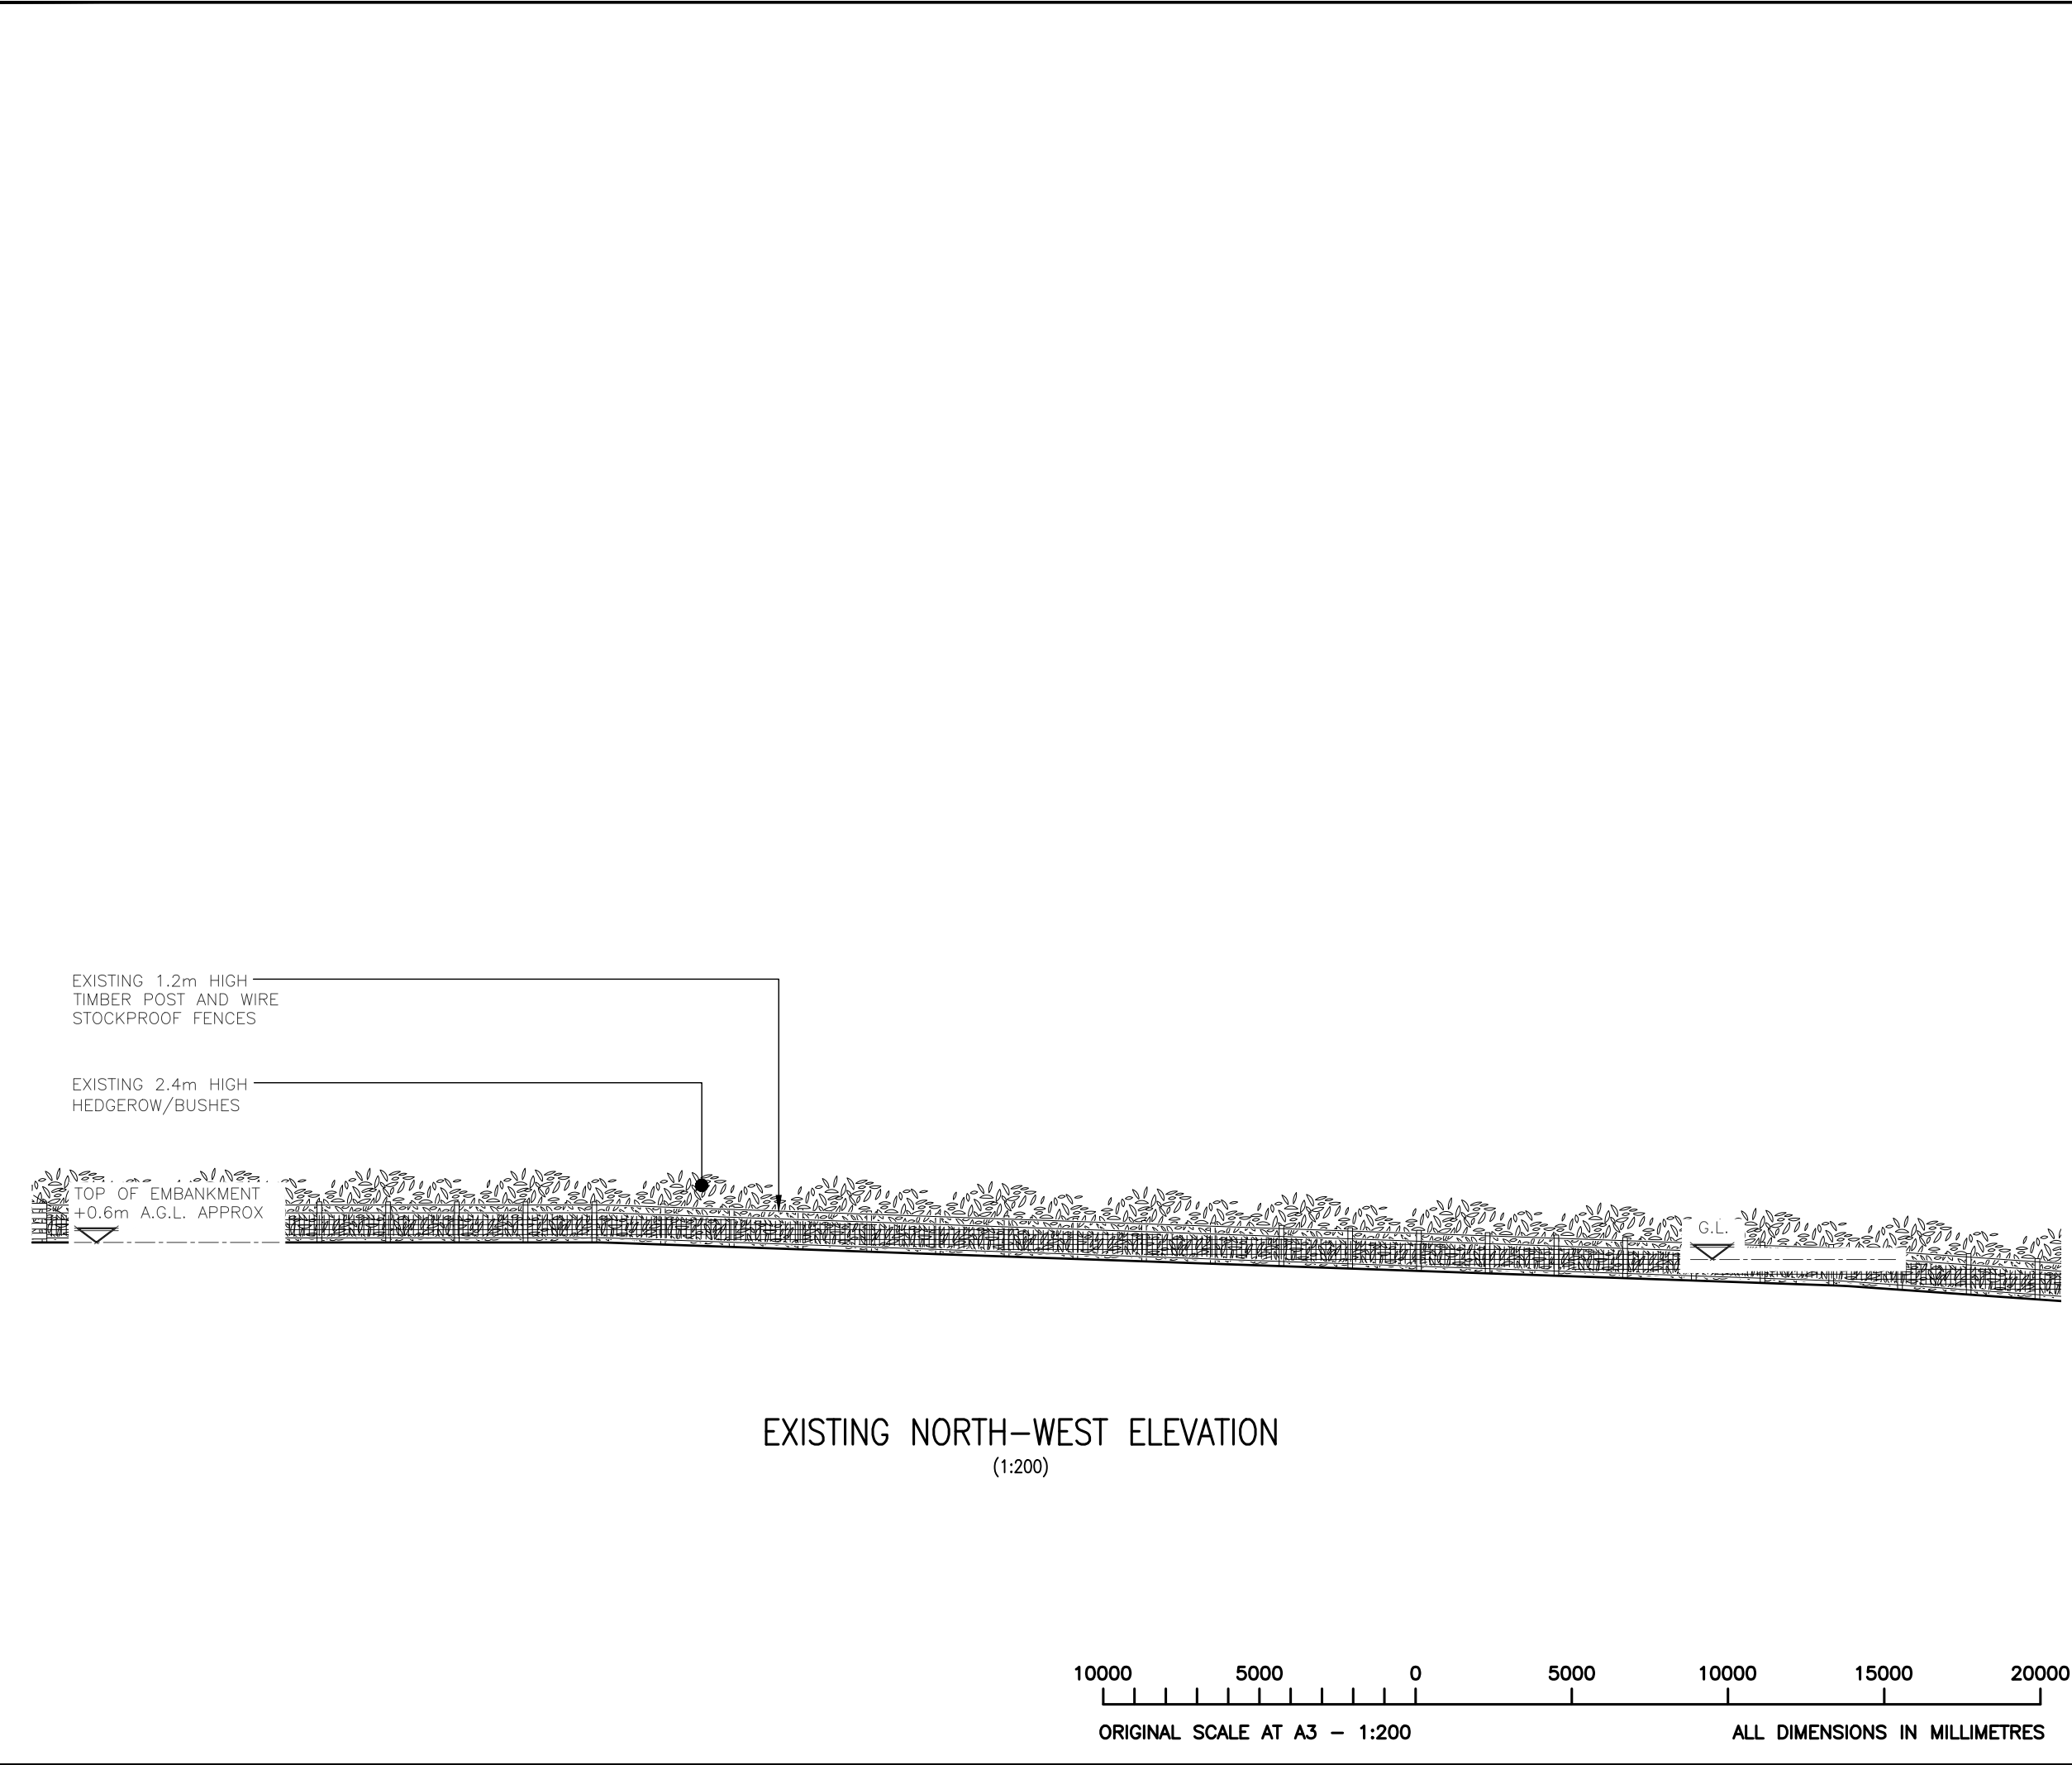 EXISTING 1.2m HIGH
TIMBER POST AND WIRE
STOCKPROOF FENCES
EXISTING 2.4m HIGH
HEDGEROW/BUSHES
TOP OF EMBANKMENT
+0.6m A.G.L. APPROX
G.L.
EXISTING NORTH-WEST ELEVATION
(1:200)
10000 5000 0 5000 10000 15000 20000
ORIGINAL SCALE AT A3 - 1:200 ALL DIMENSIONS IN MILLIMETRES